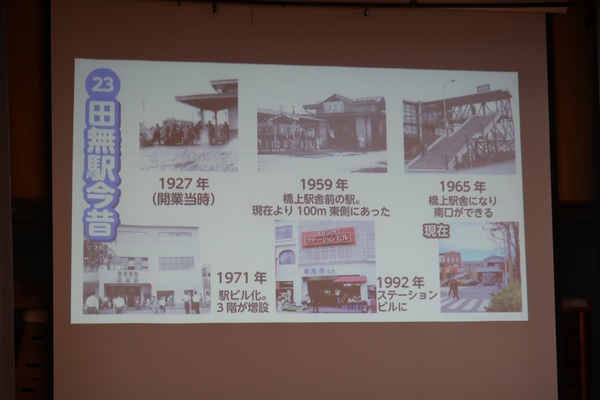 23
田無駅今昔
1927年
(開業当時)
1959年
橋上駅舎前の駅。
現在より100m東側にあった
1965年
橋上駅舎になり
南口ができる
1971年
駅ビル化。
3階が増設
ステーションビル
1992年
ステーション
ビルに
現在